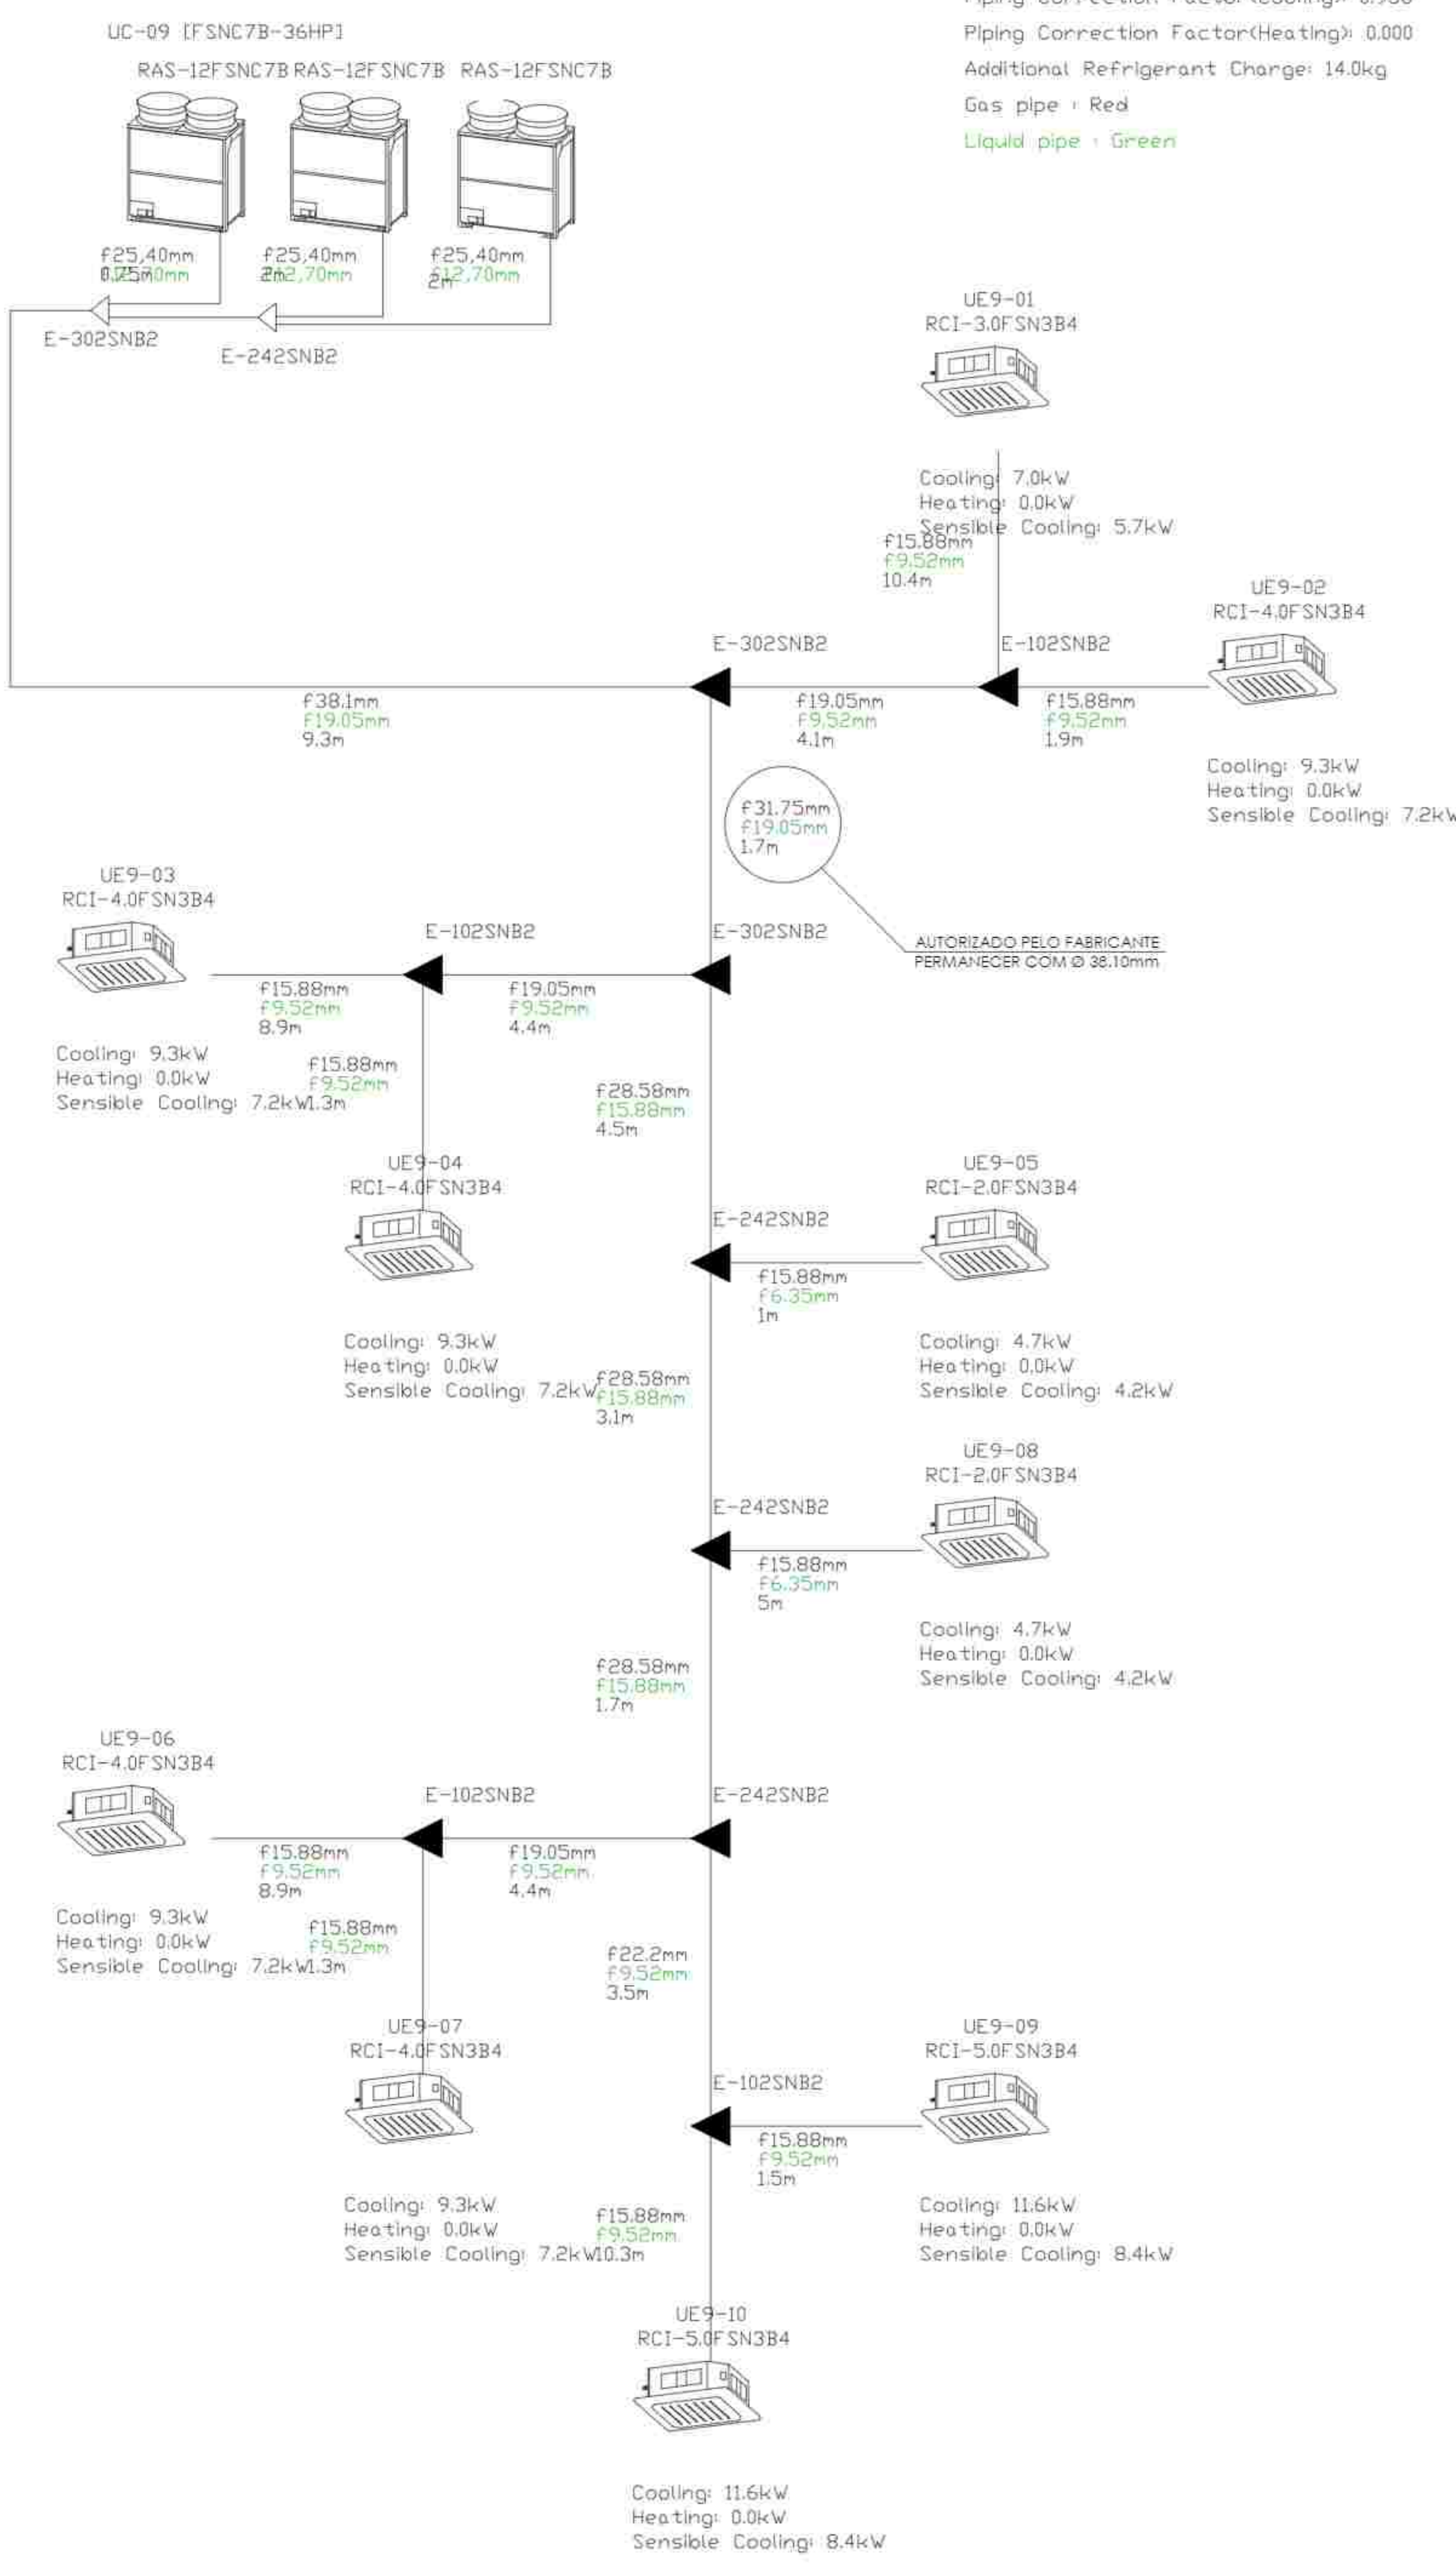 Piping Correction Factor(Heating): 0.000
Additional Refrigerant Charge: 14.0kg
Gas pipe : Red
Liquid pipe : Green
UC-09 [FSNC7B-36HP]
RAS-12FSNC7B RAS-12FSNC7B RAS-12FSNC7B
f25,40mm
f25,40mm
f12,70mm
2m
f25,40mm
f12,70mm
2m
E-302SNB2
E-242SNB2
UE9-01
RCI-3.0FSN3B4
Cooling: 7.0kW
Heating: 0.0kW
Sensible Cooling: 5.7kW
f15.88mm
f9.52mm
10.4m
UE9-02
RCI-4.0FSN3B4
E-302SNB2
E-102SNB2
f38.1mm
f19.05mm
9.3m
f19.05mm
f9.52mm
4.1m
f15.88mm
f9.52mm
1.9m
Cooling: 9.3kW
Heating: 0.0kW
Sensible Cooling: 7.2kW
f31.75mm
f19.05mm
1.7m
AUTORIZADO PELO FABRICANTE
PERMANECER COM Ø 38.10mm
UE9-03
RCI-4.0FSN3B4
E-102SNB2
E-302SNB2
f15.88mm
f9.52mm
8.9m
f19.05mm
f9.52mm
4.4m
Cooling: 9.3kW
Heating: 0.0kW
Sensible Cooling: 7.2kW
f15.88mm
f9.52mm
1.3m
f28.58mm
f15.88mm
4.5m
UE9-04
RCI-4.0FSN3B4
UE9-05
RCI-2.0FSN3B4
E-242SNB2
f15.88mm
f6.35mm
1m
Cooling: 9.3kW
Heating: 0.0kW
Sensible Cooling: 7.2kW
f28.58mm
f15.88mm
3.1m
Cooling: 4.7kW
Heating: 0.0kW
Sensible Cooling: 4.2kW
UE9-08
RCI-2.0FSN3B4
E-242SNB2
f15.88mm
f6.35mm
5m
Cooling: 4.7kW
Heating: 0.0kW
Sensible Cooling: 4.2kW
f28.58mm
f15.88mm
1.7m
UE9-06
RCI-4.0FSN3B4
E-102SNB2
E-242SNB2
f15.88mm
f9.52mm
8.9m
f19.05mm
f9.52mm
4.4m
Cooling: 9.3kW
Heating: 0.0kW
Sensible Cooling: 7.2kW
f15.88mm
f9.52mm
1.3m
f22.2mm
f9.52mm
3.5m
UE9-07
RCI-4.0FSN3B4
UE9-09
RCI-5.0FSN3B4
E-102SNB2
f15.88mm
f9.52mm
1.5m
Cooling: 9.3kW
Heating: 0.0kW
Sensible Cooling: 7.2kW
f15.88mm
f9.52mm
10.3m
Cooling: 11.6kW
Heating: 0.0kW
Sensible Cooling: 8.4kW
UE9-10
RCI-5.0FSN3B4
Cooling: 11.6kW
Heating: 0.0kW
Sensible Cooling: 8.4kW